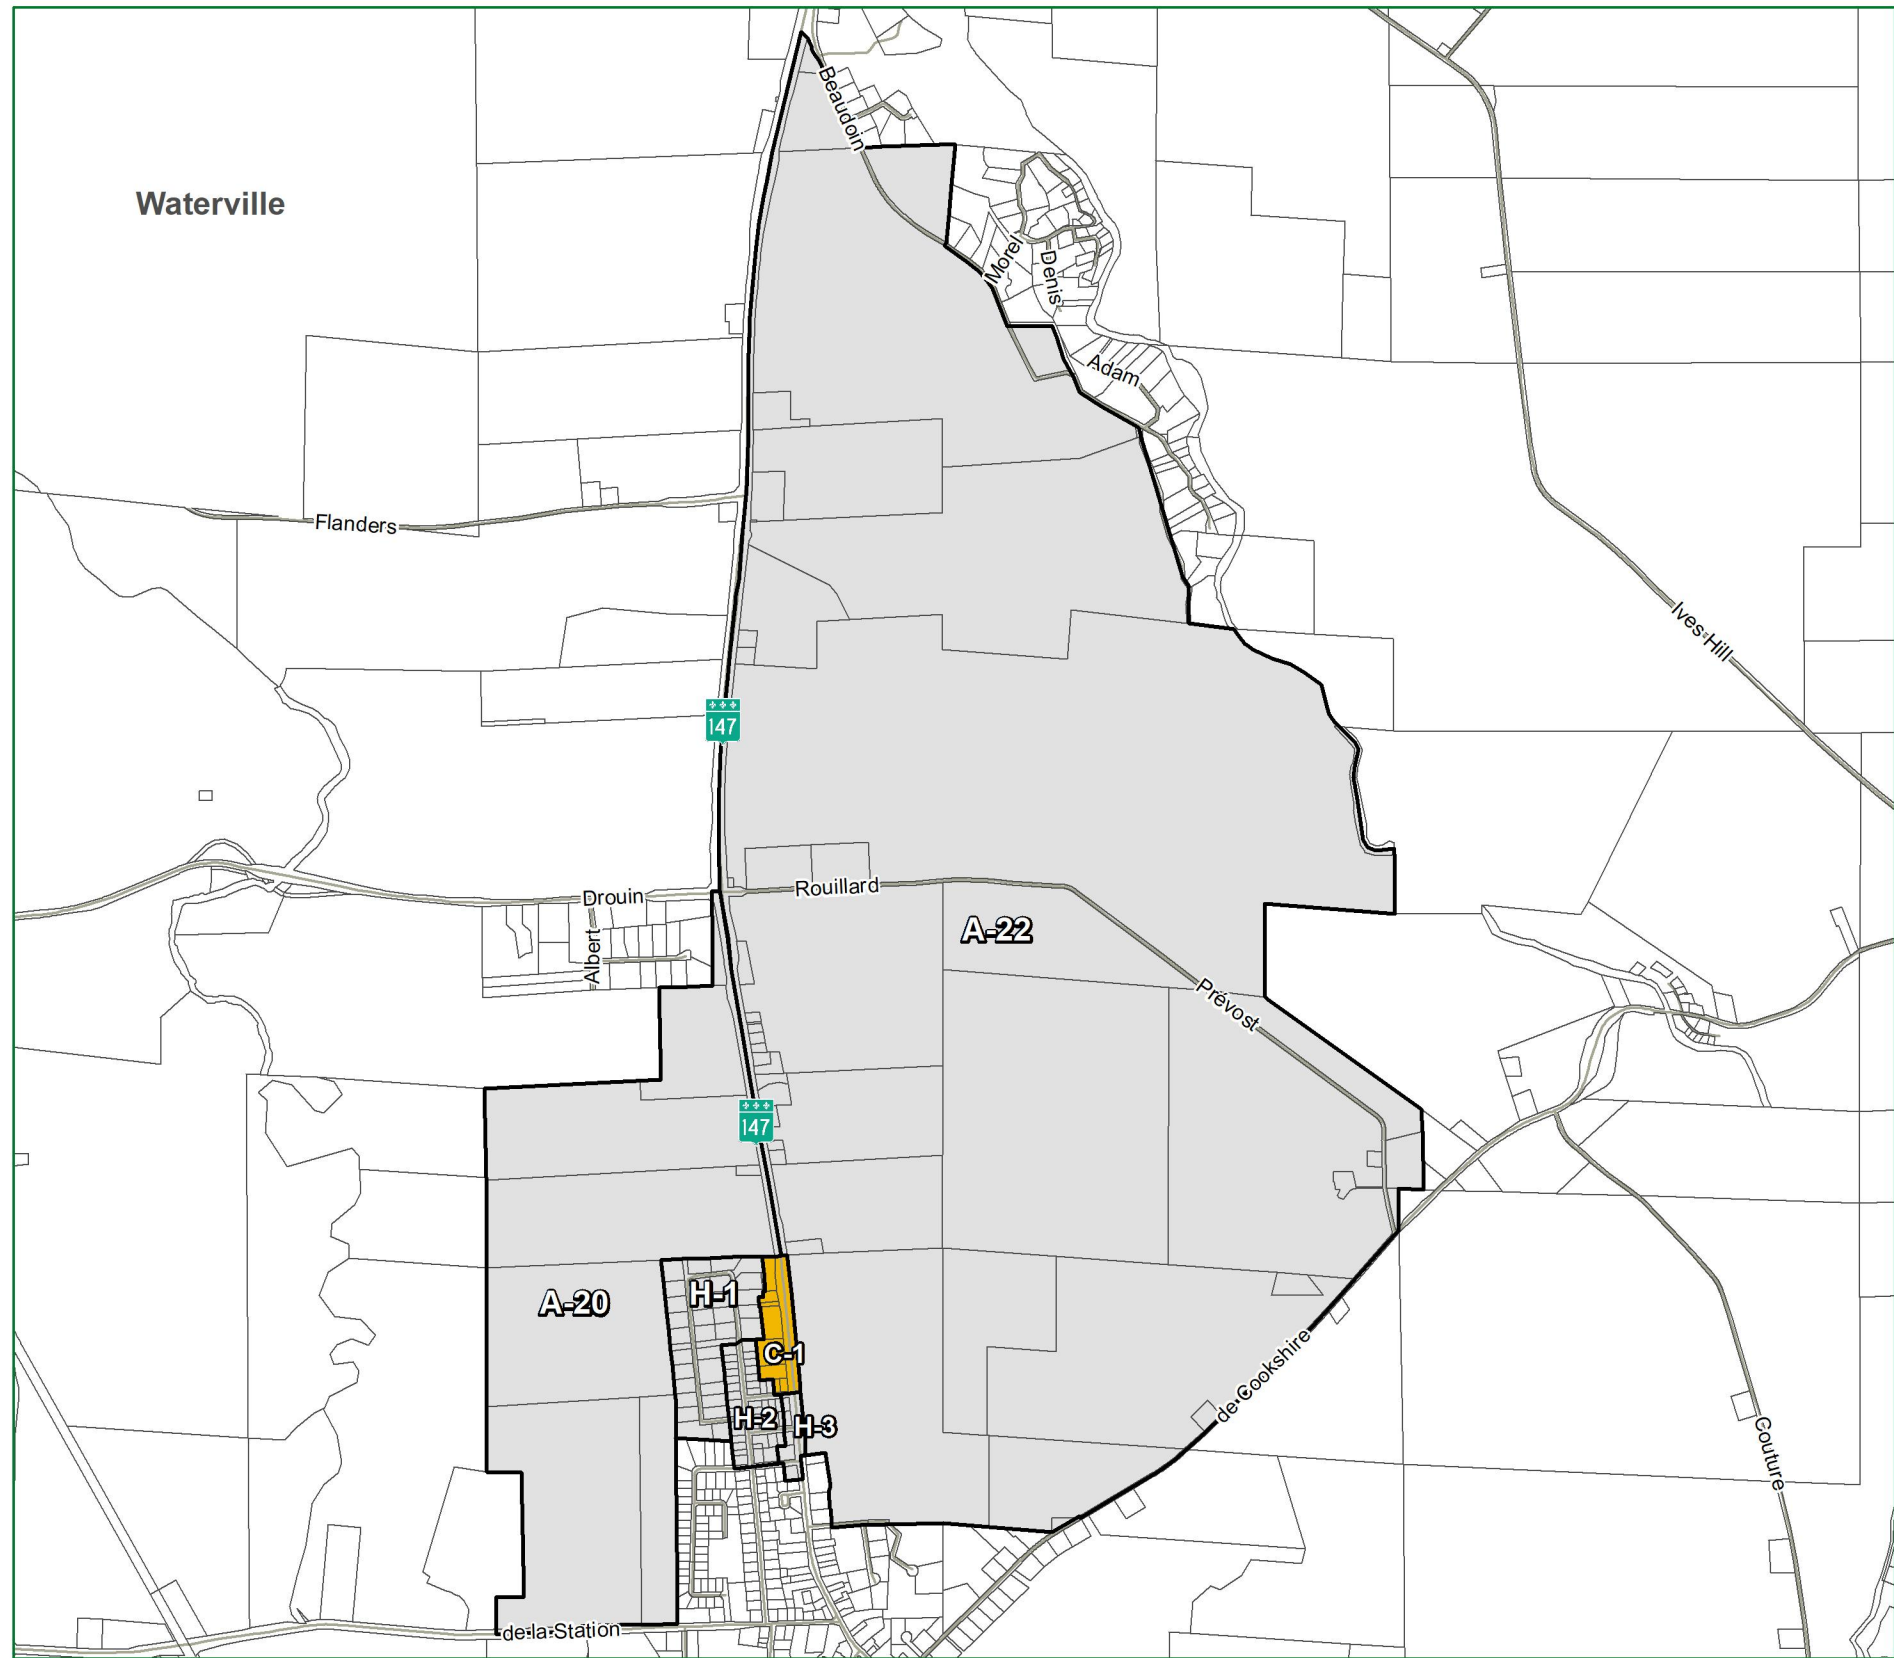 Beaudoin
Waterville
Morel
Denis
Adam
Flanders
Ives Hill
147
Drouin
Rouillard
Albert
A-22
Prévost
147
A-20
H-1
C-1
de Cookshire
H-2
H-3
Couture
de la Station